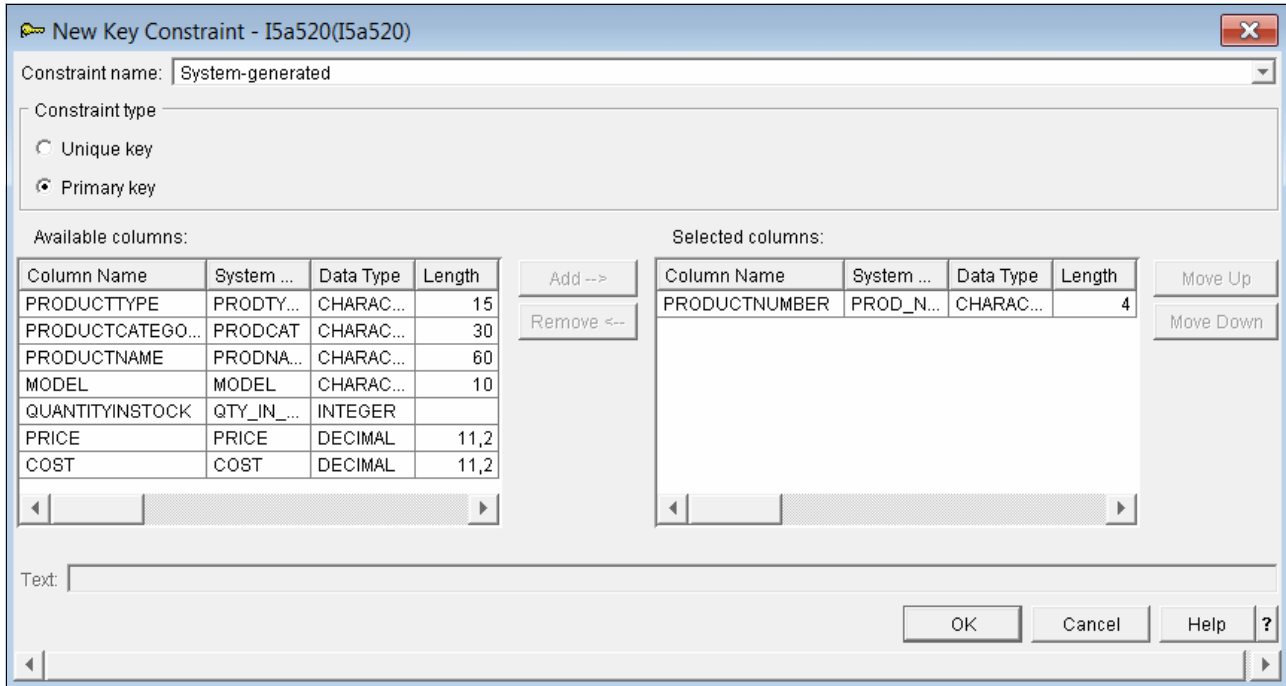 New Key Constraint - I5a520(I5a520)
Constraint name: System-generated
Constraint type
Unique key
Primary key
Available columns:
Column Name System ... Data Type Length
PRODUCTTYPE PRODTY... CHARAC... 15
PRODUCTCATEGO... PRODCAT CHARAC... 30
PRODUCTNAME PRODNA... CHARAC... 60
MODEL MODEL CHARAC... 10
QUANTITYINSTOCK QTY_IN_... INTEGER
PRICE PRICE DECIMAL 11,2
COST COST DECIMAL 11,2
Add -->
Remove <--
Selected columns:
Column Name System ... Data Type Length
PRODUCTNUMBER PROD_N... CHARAC... 4
Move Up
Move Down
Text:
OK Cancel Help ?